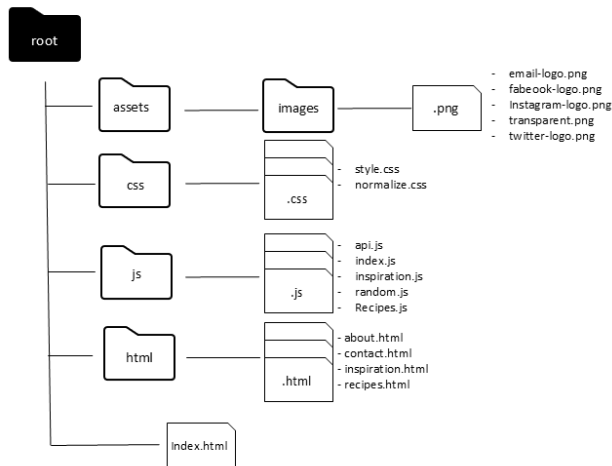 root
assets
images
.png
- email-logo.png
- fabeook-logo.png
- Instagram-logo.png
- transparent.png
- twitter-logo.png
css
.css
- style.css
- normalize.css
js
.js
- api.js
- index.js
- inspiration.js
- random.js
- Recipes.js
html
.html
- about.html
- contact.html
- inspiration.html
- recipes.html
Index.html